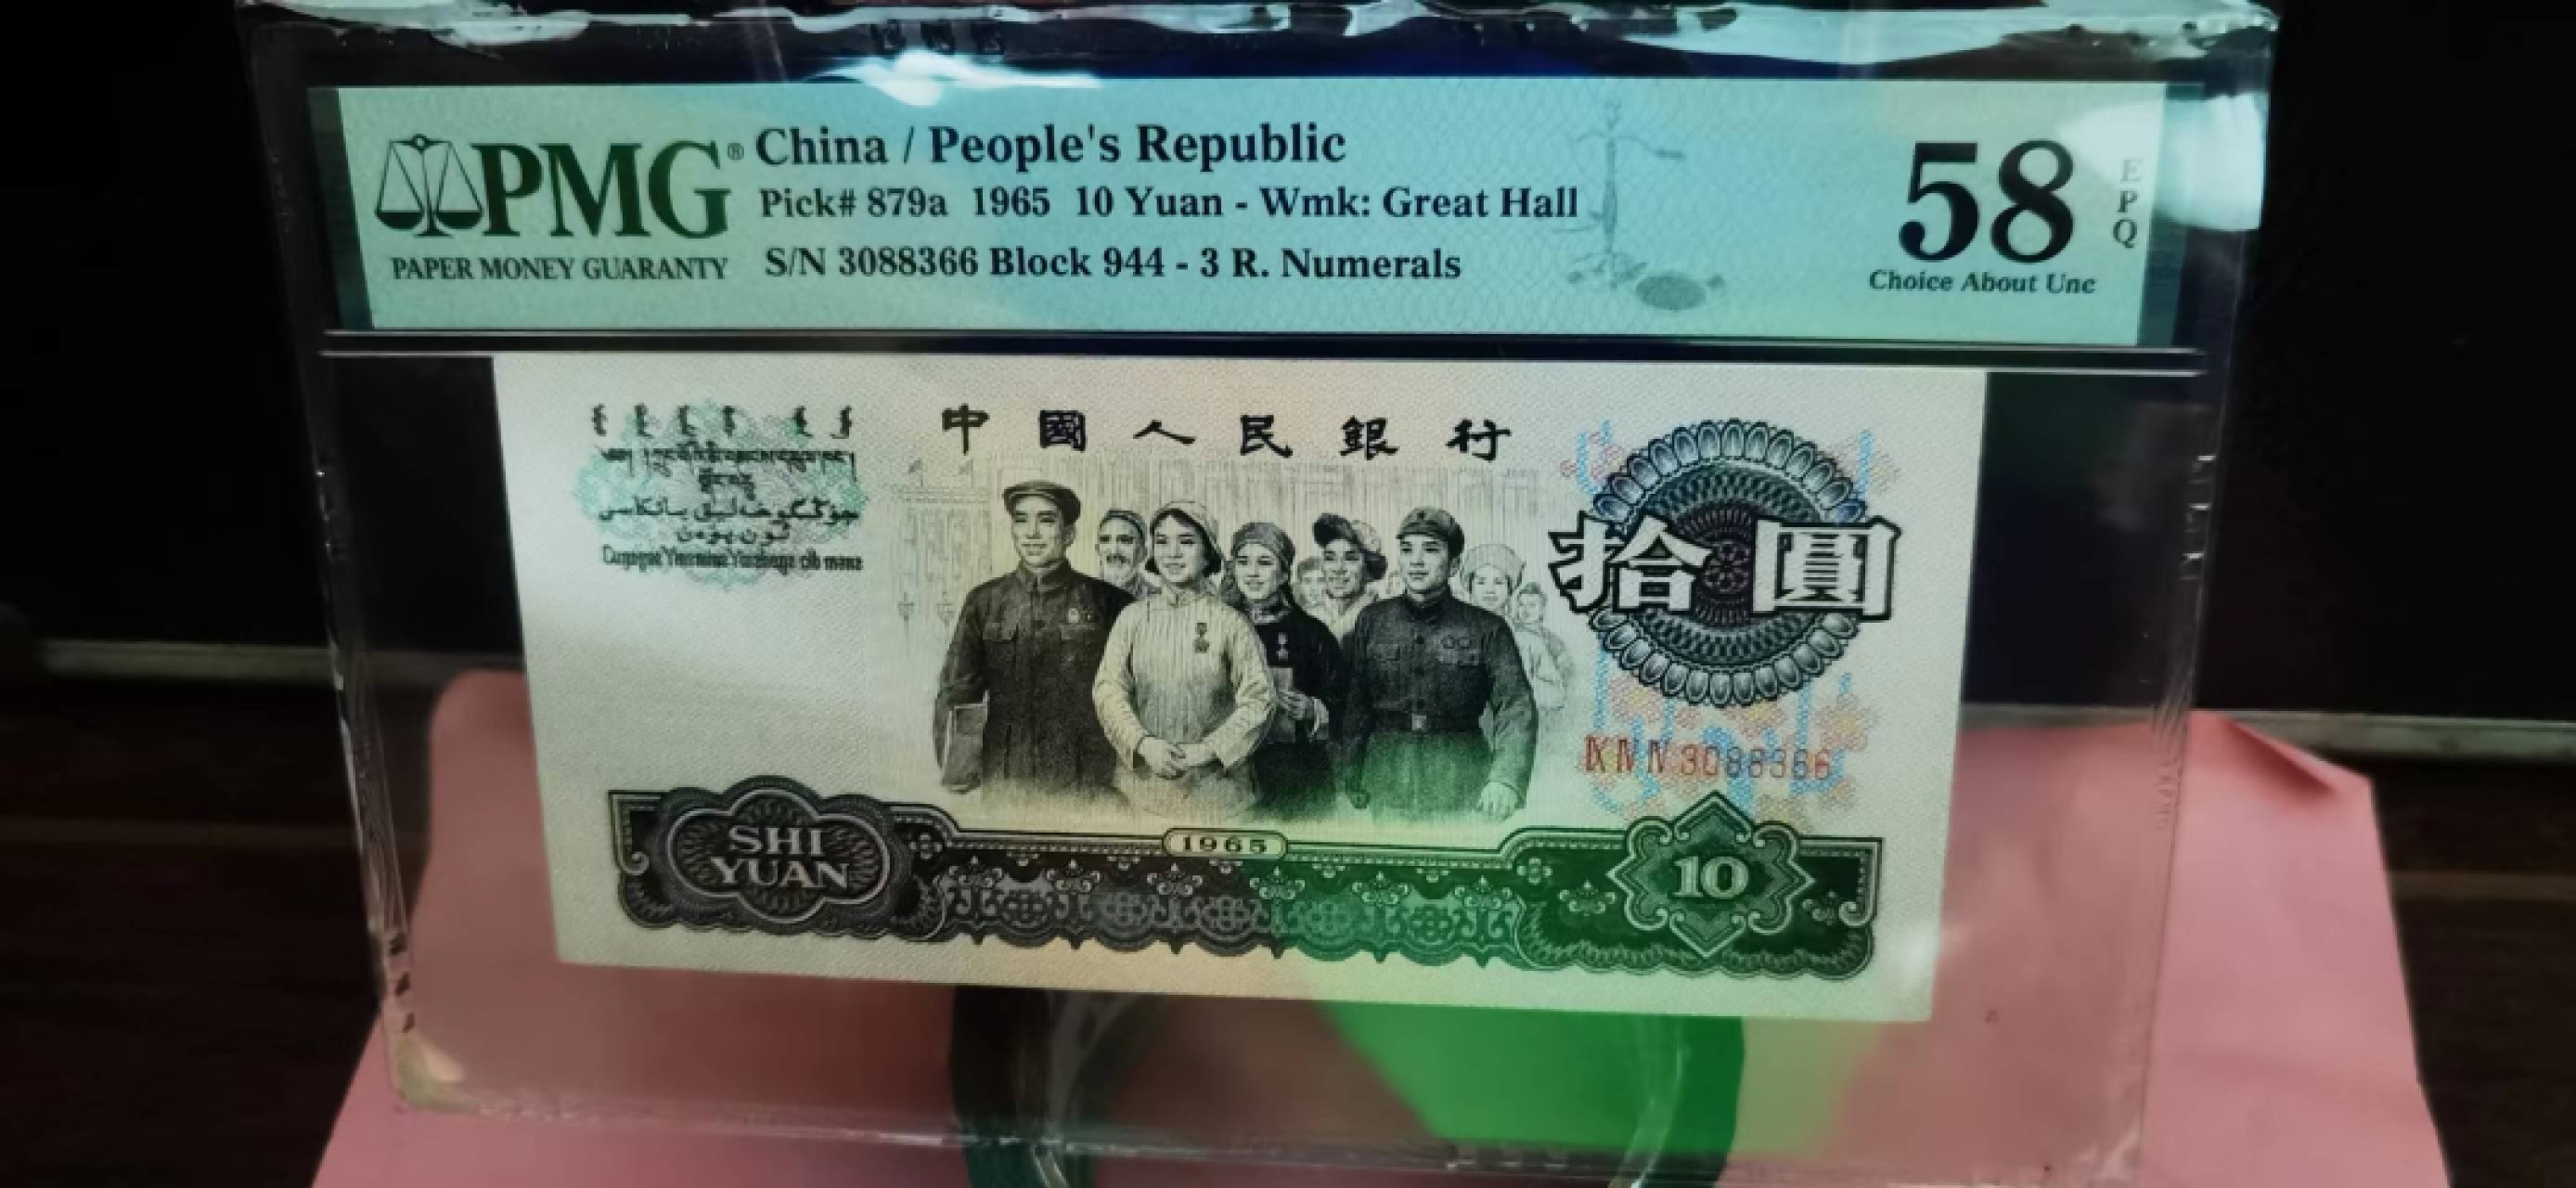 PMG®
PAPER MONEY GUARANTY
China / People's Republic
Pick# 879a 1965 10 Yuan - Wmk: Great Hall
S/N 3088366 Block 944 - 3 R. Numerals
58
EPQ
Choice About Unc
中國人民銀行
拾圓
ⅨⅣⅣ 3088366
SHI
YUAN
1965
10